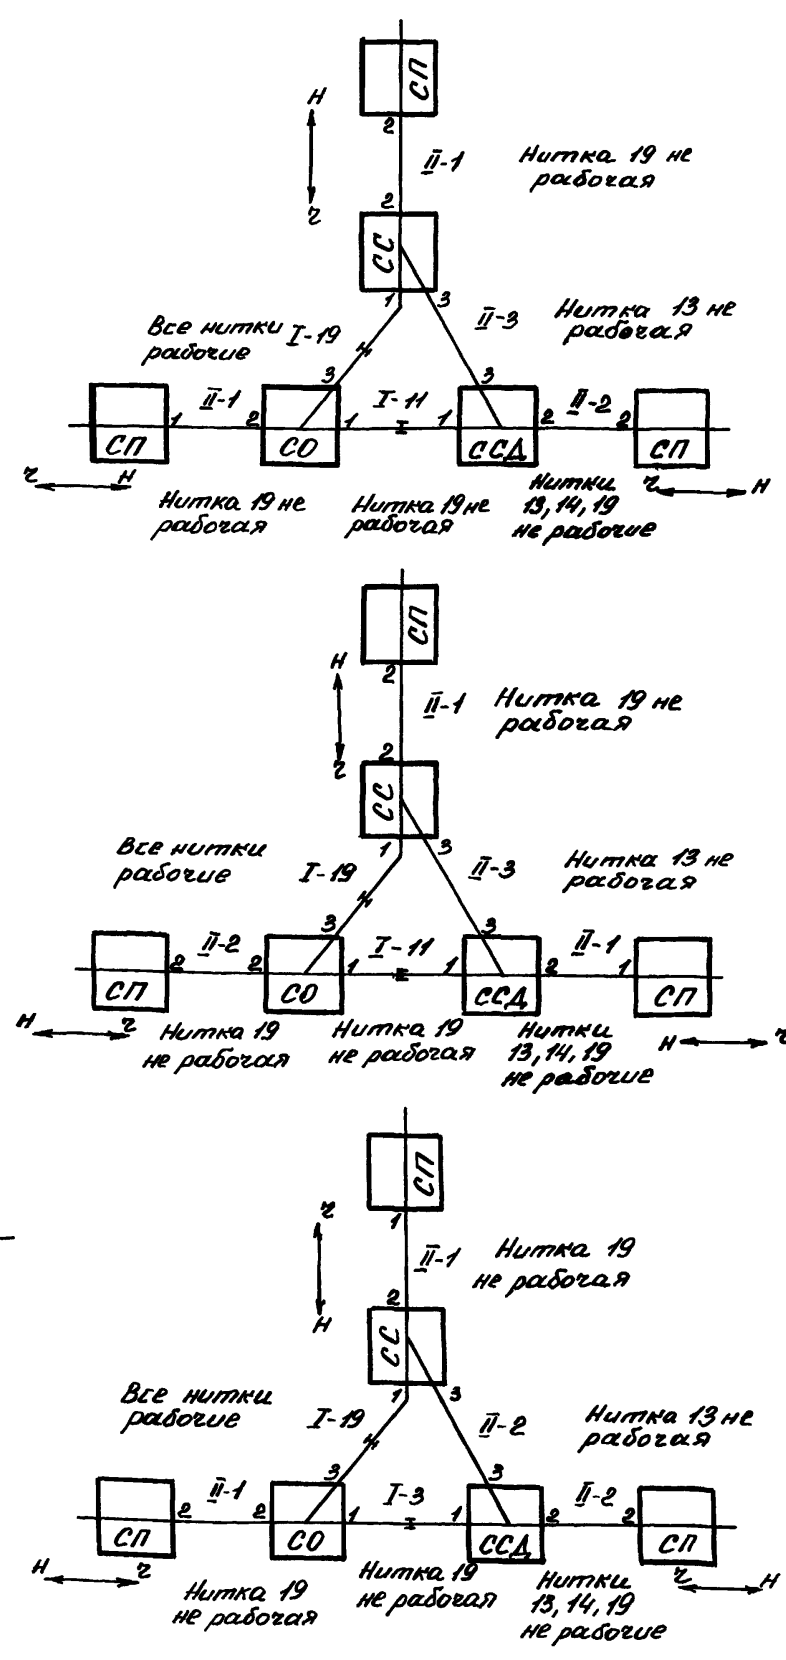 СП
Н
2
II-1
Нитка 19 не
рабочая
ч
2
СС
1
3
Все нитки
рабочие
I-19
II-3
Нитка 13 не
рабочая
3
3
СП
1
II-1
2
СО
1
I-11
1
ССД
2
II-2
2
СП
ч Н
ч Н
Нитка 19 не
рабочая
Нитка 19 не
рабочая
Нитки
13, 14, 19
не рабочие
СП
Н
2
II-1
Нитка 19 не
рабочая
ч
2
СС
1
3
Все нитки
рабочие
I-19
II-3
Нитка 13 не
рабочая
3
3
СП
2
II-2
2
СО
1
I-11
1
ССД
2
II-1
1
СП
Н ч
Н ч
Нитка 19
не рабочая
Нитка 19
не рабочая
Нитки
13, 14, 19
не рабочие
СП
ч
1
II-1
Нитка 19
не рабочая
Н
2
СС
1
3
Все нитки
рабочие
I-19
II-2
Нитка 13 не
рабочая
3
3
СП
2
II-1
2
СО
1
I-3
1
ССД
2
II-2
2
СП
Н ч
ч Н
Нитка 19
не рабочая
Нитка 19
не рабочая
Нитки
13, 14, 19
не рабочие